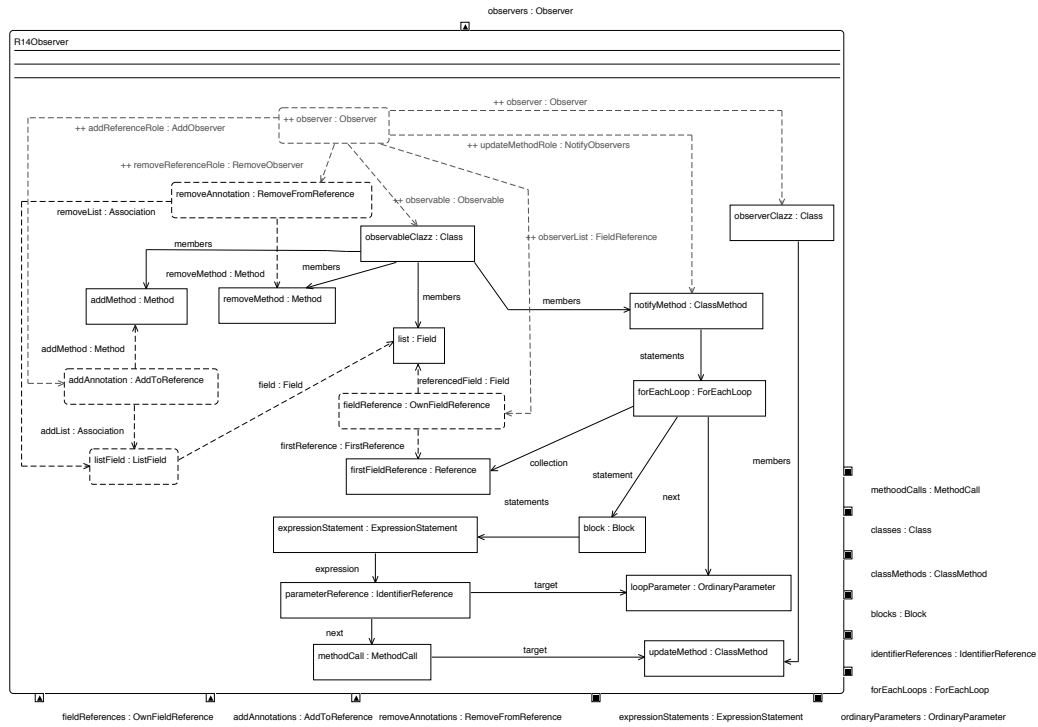 observers : Observer
R14Observer
++ observer : Observer
++ observer : Observer
++ addReferenceRole : AddObserver
++ updateMethodRole : NotifyObservers
++ removeReferenceRole : RemoveObserver
removeAnnotation : RemoveFromReference
++ observable : Observable
removeList : Association
observerClazz : Class
observableClazz : Class
++ observerList : FieldReference
members
members
removeMethod : Method
members
addMethod : Method
removeMethod : Method
members
members
notifyMethod : ClassMethod
list : Field
addMethod : Method
statements
addAnnotation : AddToReference
field : Field
referencedField : Field
forEachLoop : ForEachLoop
fieldReference : OwnFieldReference
addList : Association
firstReference : FirstReference
listField : ListField
collection
members
firstFieldReference : Reference
statement
next
methoodCalls : MethodCall
statements
expressionStatement : ExpressionStatement
block : Block
classes : Class
expression
classMethods : ClassMethod
parameterReference : IdentifierReference
target
loopParameter : OrdinaryParameter
blocks : Block
next
methodCall : MethodCall
target
updateMethod : ClassMethod
identifierReferences : IdentifierReference
forEachLoops : ForEachLoop
fieldReferences : OwnFieldReference
addAnnotations : AddToReference
removeAnnotations : RemoveFromReference
expressionStatements : ExpressionStatement
ordinaryParameters : OrdinaryParameter